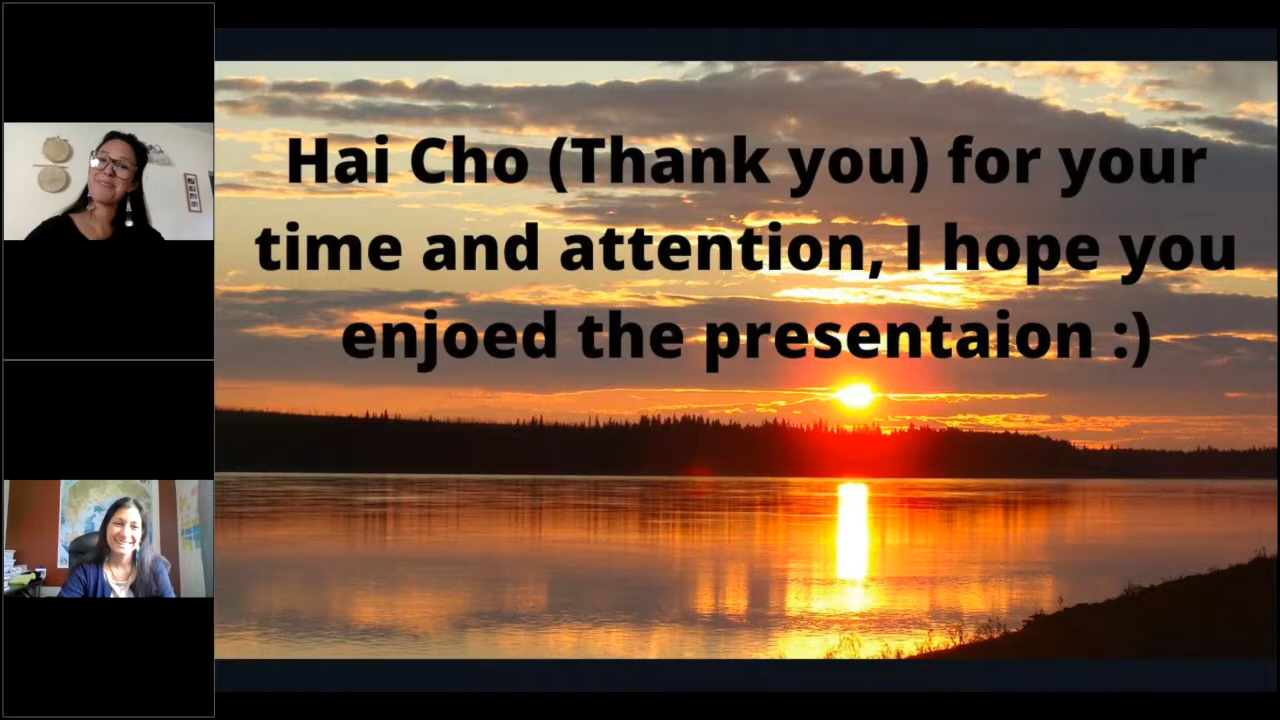 Hai Cho (Thank you) for your
time and attention, I hope you
enjoed the presentaion :)